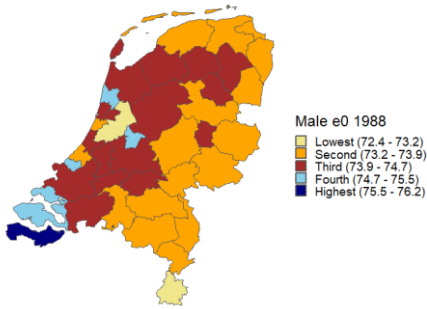 Male e0 1988
Lowest (72.4 - 73.2)
Second (73.2 - 73.9)
Third (73.9 - 74.7)
Fourth (74.7 - 75.5)
Highest (75.5 - 76.2)